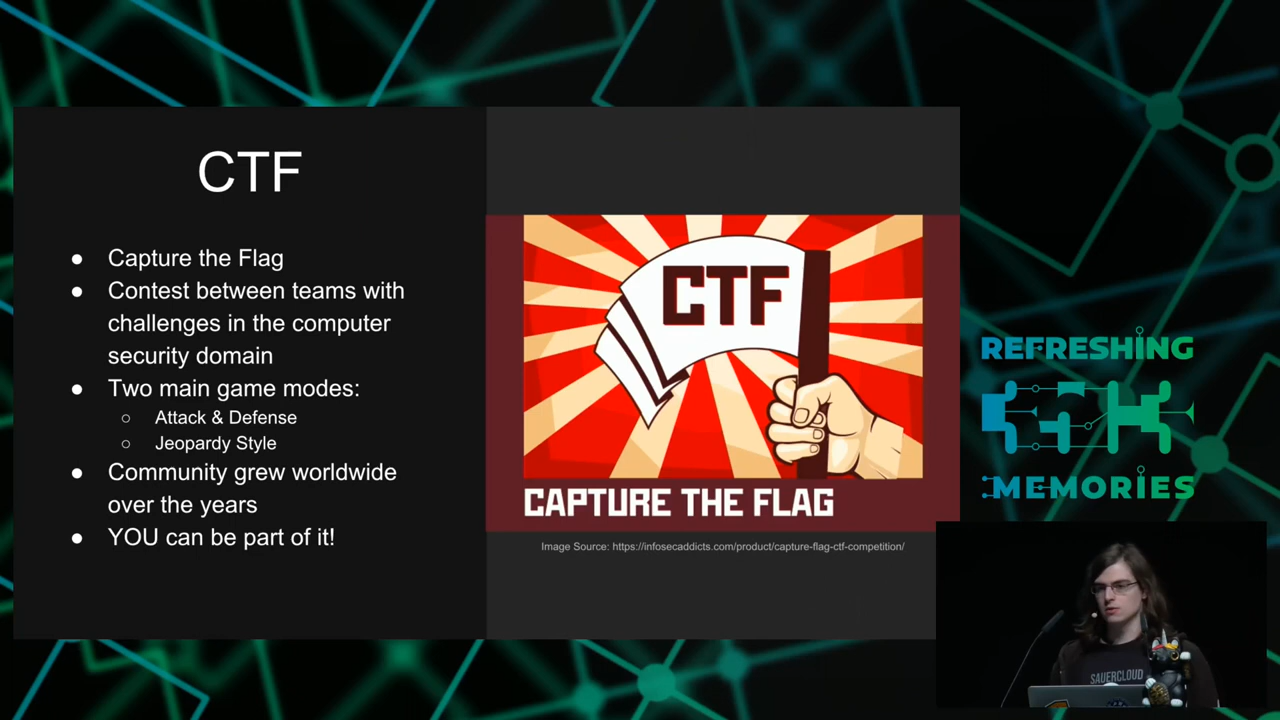 CTF
● Capture the Flag
● Contest between teams with
challenges in the computer
security domain
● Two main game modes:
○ Attack & Defense
○ Jeopardy Style
● Community grew worldwide
over the years
● YOU can be part of it!
CTF
CAPTURE THE FLAG
Image Source: https://infosecaddicts.com/product/capture-flag-ctf-competition/
REFRESHING
MEMORIES
SAUERCLOUD